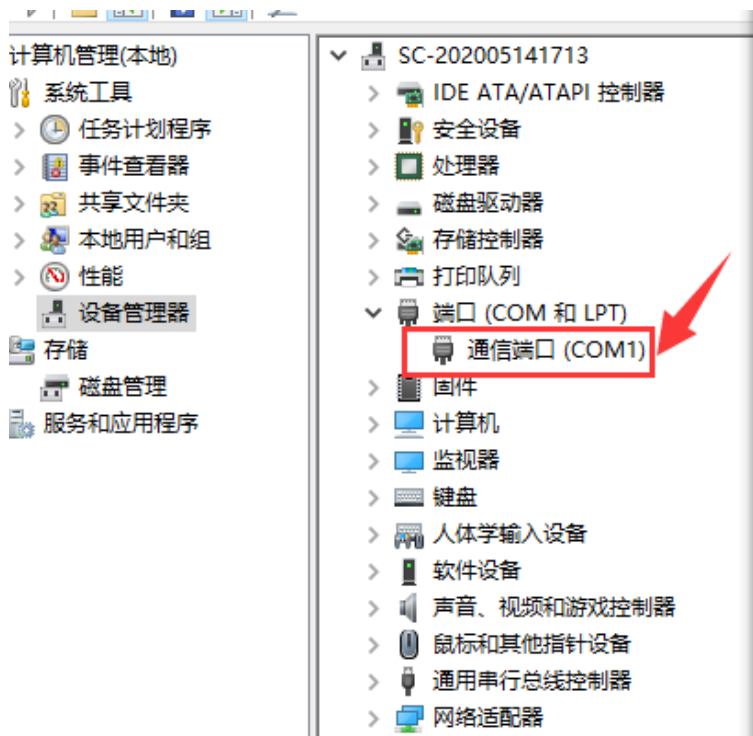 计算机管理(本地)
系统工具
任务计划程序
事件查看器
共享文件夹
本地用户和组
性能
设备管理器
存储
磁盘管理
服务和应用程序
SC-202005141713
IDE ATA/ATAPI 控制器
安全设备
处理器
磁盘驱动器
存储控制器
打印队列
端口 (COM 和 LPT)
通信端口 (COM1)
固件
计算机
监视器
键盘
人体学输入设备
软件设备
声音、视频和游戏控制器
鼠标和其他指针设备
通用串行总线控制器
网络适配器